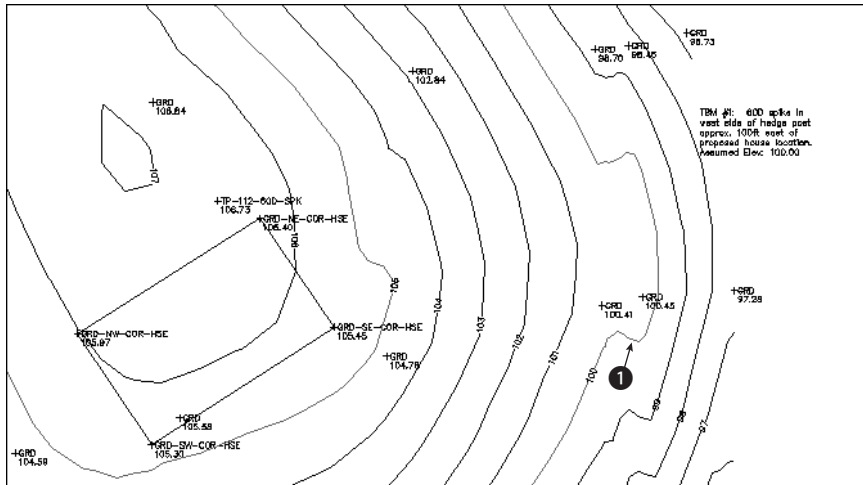 GRD
98.73
GRD
98.70
GRD
98.45
GRD
102.84
GRD
106.64
TBM #1: 60D spike in
west side of hedge post
approx. 100ft east of
proposed house location.
Assumed Elev: 100.00
107
TP-112-60D-SPK
106.73
GRD-NE-COR-HSE
106.40
106
105
104
103
102
101
GRD
100.41
GRD
100.45
GRD
97.28
GRD-NW-COR-HSE
105.97
GRD-SE-COR-HSE
105.45
GRD
104.78
100
1
99
98
97
GRD
105.58
GRD-SW-COR-HSE
105.30
GRD
104.59